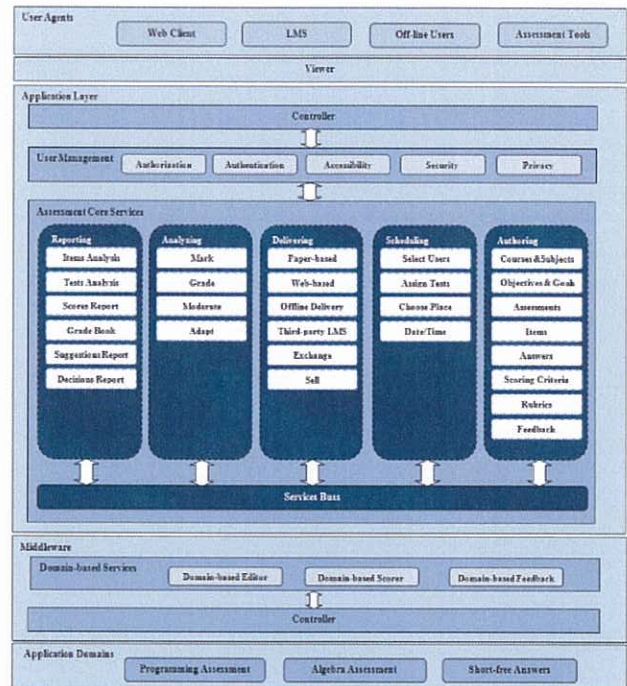 User Agents
Web Client
LMS
Off-line Users
Assessment Tools
Viewer
Application Layer
Controller
User Management
Authorization
Authentication
Accessibility
Security
Privacy
Assessment Core Services
Reporting
Items Analysis
Tests Analysis
Scores Report
Grade Book
Suggestions Report
Decisions Report
Analyzing
Mark
Grade
Moderate
Adapt
Delivering
Paper-based
Web-based
Offline Delivery
Third-party LMS
Exchange
Sell
Scheduling
Select Users
Assign Tests
Choose Place
Date/Time
Authoring
Courses &Subjects
Objectives & Goals
Assessments
Items
Answers
Scoring Criteria
Rubrics
Feedback
Services Buss
Middleware
Domain-based Services
Domain-based Editor
Domain-based Scorer
Domain-based Feedback
Controller
Application Domains
Programming Assessment
Algebra Assessment
Short-free Answers